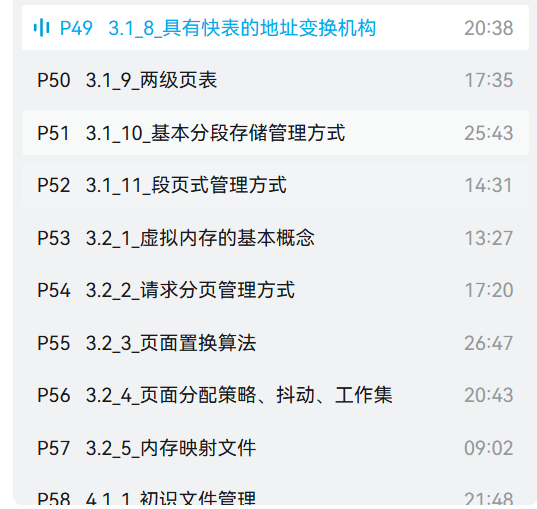 P49 3.1_8_具有快表的地址变换机构 20:38
P50 3.1_9_两级页表 17:35
P51 3.1_10_基本分段存储管理方式 25:43
P52 3.1_11_段页式管理方式 14:31
P53 3.2_1_虚拟内存的基本概念 13:27
P54 3.2_2_请求分页管理方式 17:20
P55 3.2_3_页面置换算法 26:47
P56 3.2_4_页面分配策略、抖动、工作集 20:43
P57 3.2_5_内存映射文件 09:02
P58 4.1_1_初识文件管理 21:48